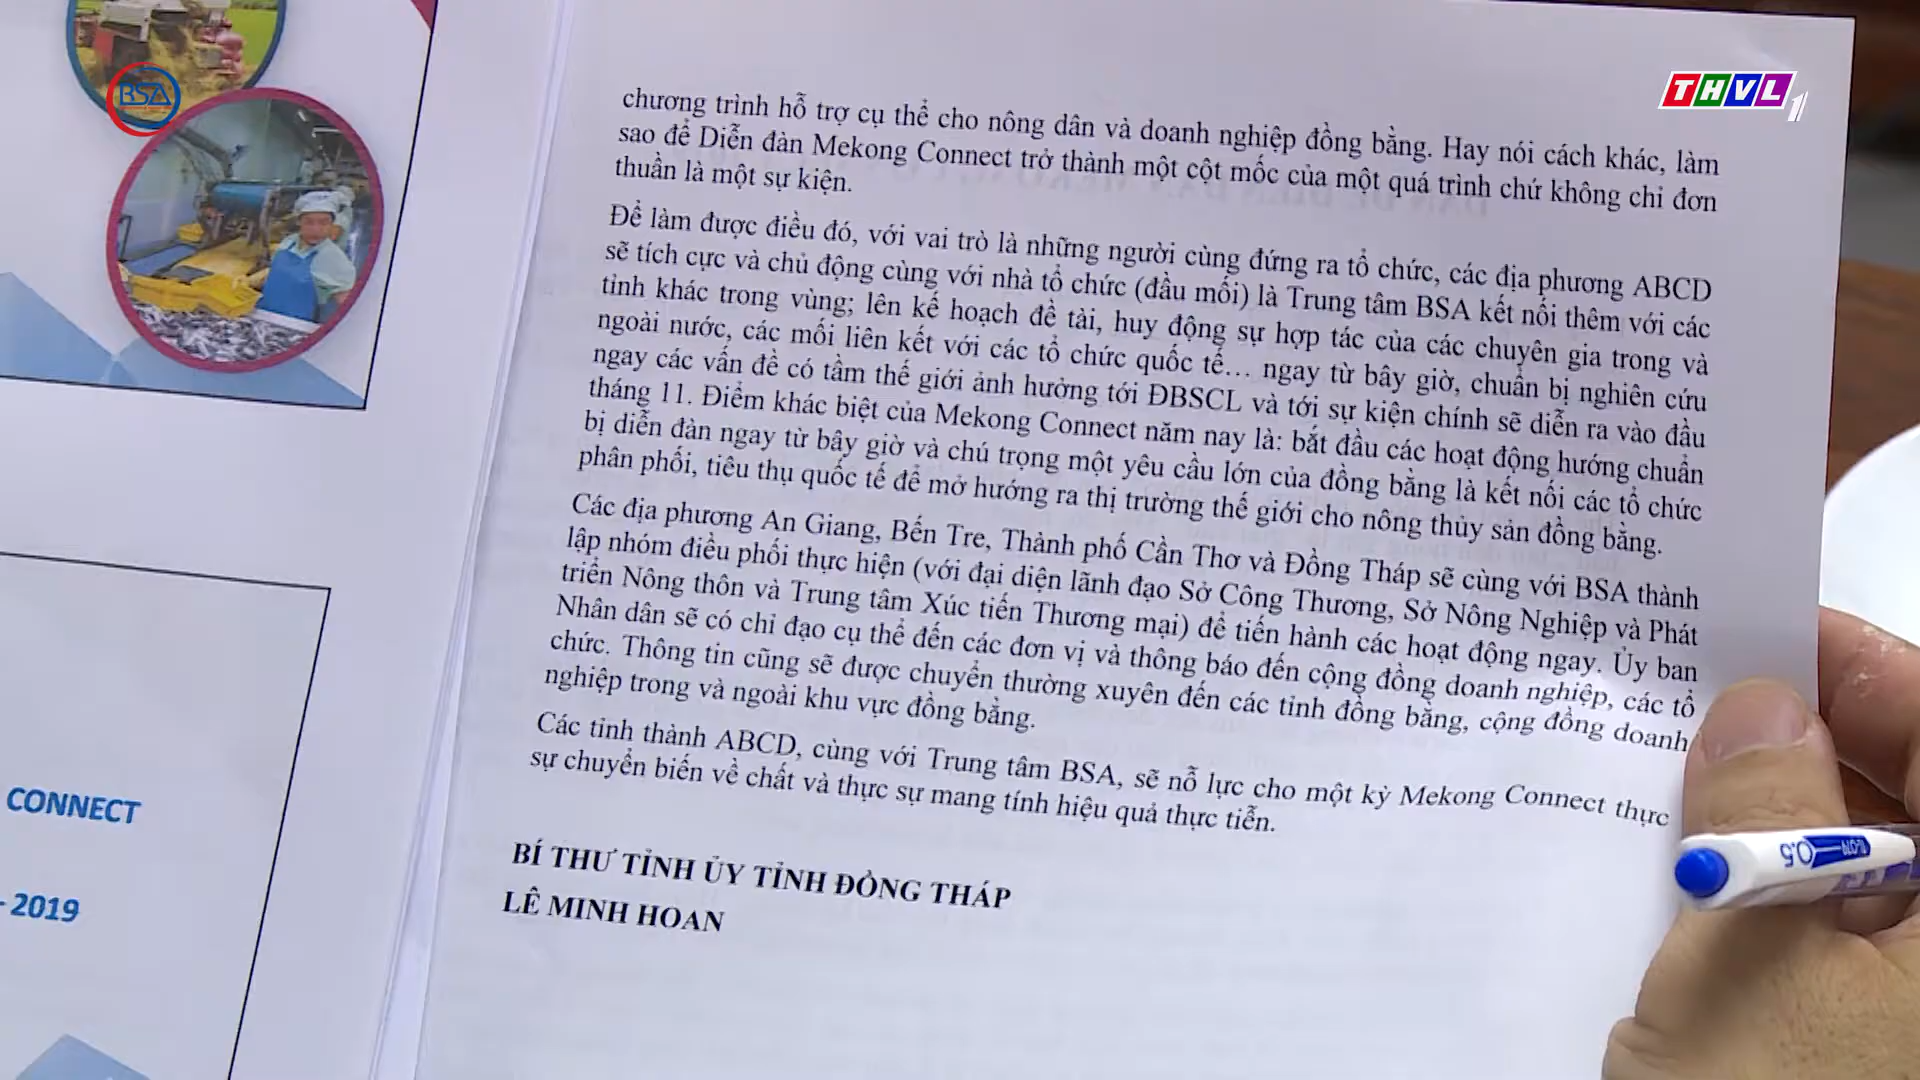 BSA
THVL1
chương trình hỗ trợ cụ thể cho nông dân và doanh nghiệp đồng bằng. Hay nói cách khác, làm
sao để Diễn đàn Mekong Connect trở thành một cột mốc của một quá trình chứ không chỉ đơn
thuần là một sự kiện.
Để làm được điều đó, với vai trò là những người cùng đứng ra tổ chức, các địa phương ABCD
sẽ tích cực và chủ động cùng với nhà tổ chức (đầu mối) là Trung tâm BSA kết nối thêm với các
tỉnh khác trong vùng; lên kế hoạch đề tài, huy động sự hợp tác của các chuyên gia trong và
ngoài nước, các mối liên kết với các tổ chức quốc tế... ngay từ bây giờ, chuẩn bị nghiên cứu
ngay các vấn đề có tầm thế giới ảnh hưởng tới ĐBSCL và tới sự kiện chính sẽ diễn ra vào đầu
tháng 11. Điểm khác biệt của Mekong Connect năm nay là: bắt đầu các hoạt động hướng chuẩn
bị diễn đàn ngay từ bây giờ và chú trọng một yêu cầu lớn của đồng bằng là kết nối các tổ chức
phân phối, tiêu thụ quốc tế để mở hướng ra thị trường thế giới cho nông thủy sản đồng bằng.
Các địa phương An Giang, Bến Tre, Thành phố Cần Thơ và Đồng Tháp sẽ cùng với BSA thành
lập nhóm điều phối thực hiện (với đại diện lãnh đạo Sở Công Thương, Sở Nông Nghiệp và Phát
triển Nông thôn và Trung tâm Xúc tiến Thương mại) để tiến hành các hoạt động ngay. Ủy ban
Nhân dân sẽ có chỉ đạo cụ thể đến các đơn vị và thông báo đến cộng đồng doanh nghiệp, các tổ
chức. Thông tin cũng sẽ được chuyển thường xuyên đến các tỉnh đồng bằng, cộng đồng doanh
nghiệp trong và ngoài khu vực đồng bằng.
Các tỉnh thành ABCD, cùng với Trung tâm BSA, sẽ nỗ lực cho một kỳ Mekong Connect thực
sự chuyển biến về chất và thực sự mang tính hiệu quả thực tiễn.
BÍ THƯ TỈNH ỦY TỈNH ĐỒNG THÁP
LÊ MINH HOAN
CONNECT
- 2019
0.5